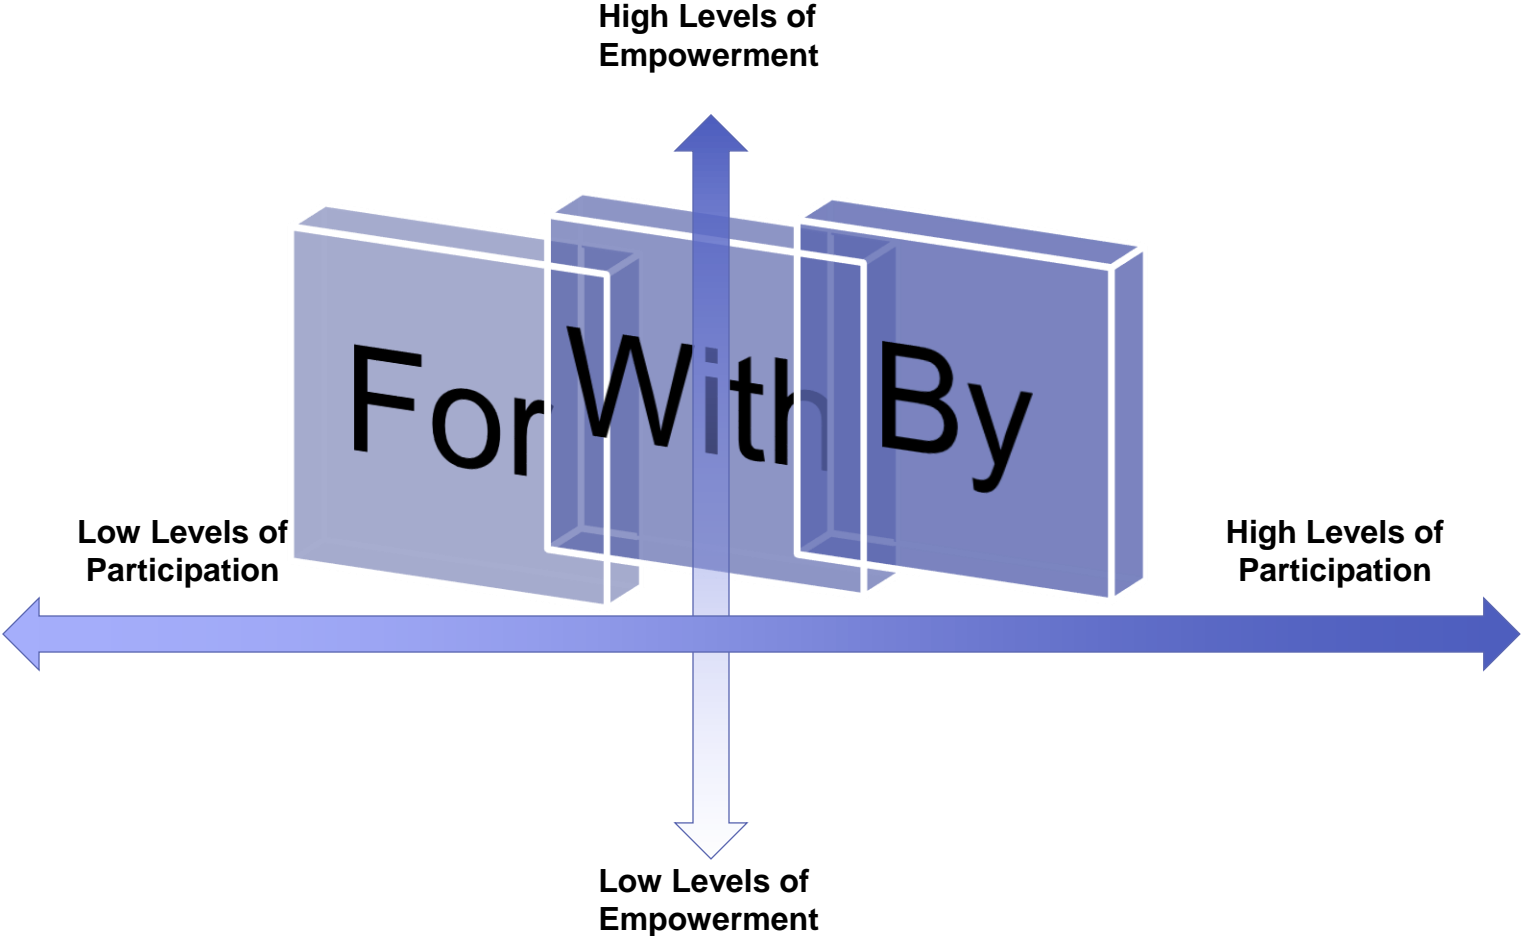 High Levels of
Empowerment
For With By
Low Levels of
Participation
High Levels of
Participation
Low Levels of
Empowerment